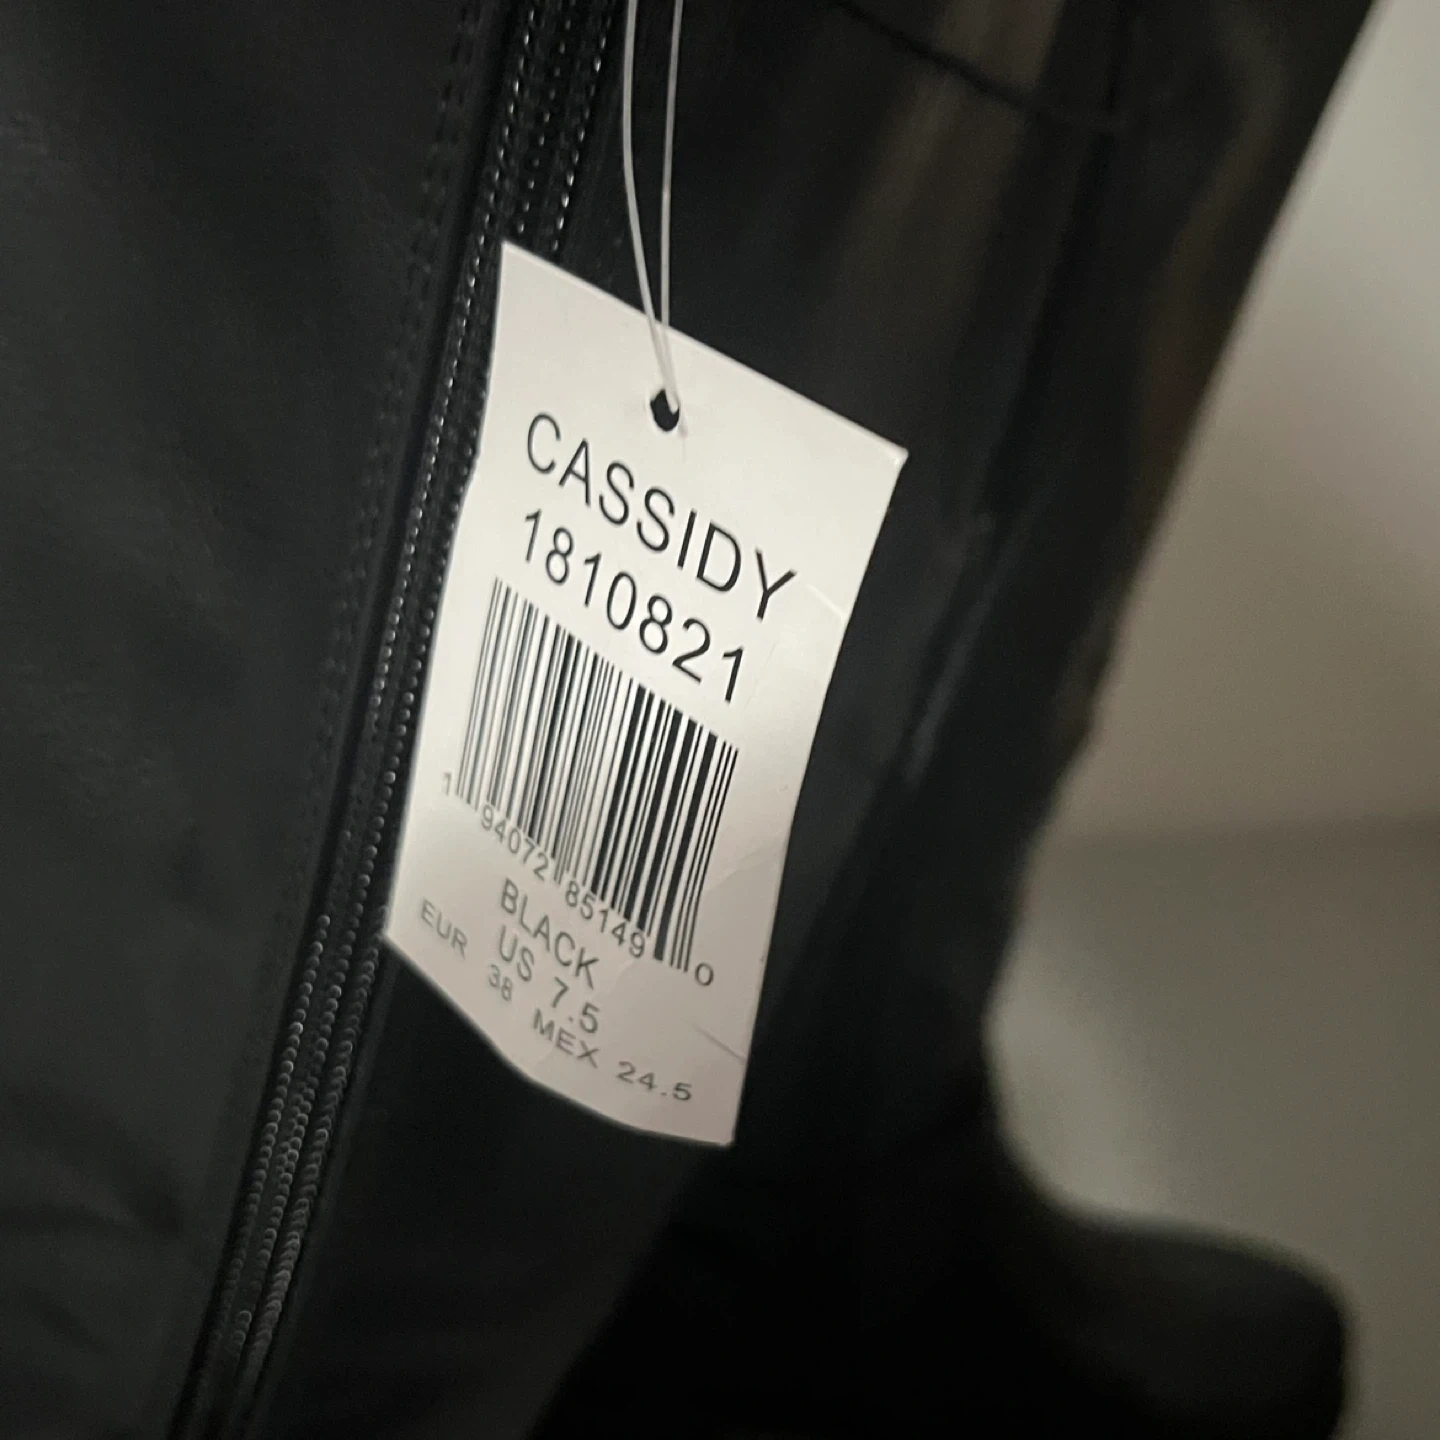 CASSIDY
1810821
1 94072 85149 0
BLACK
US 7.5
EUR 38 MEX 24.5